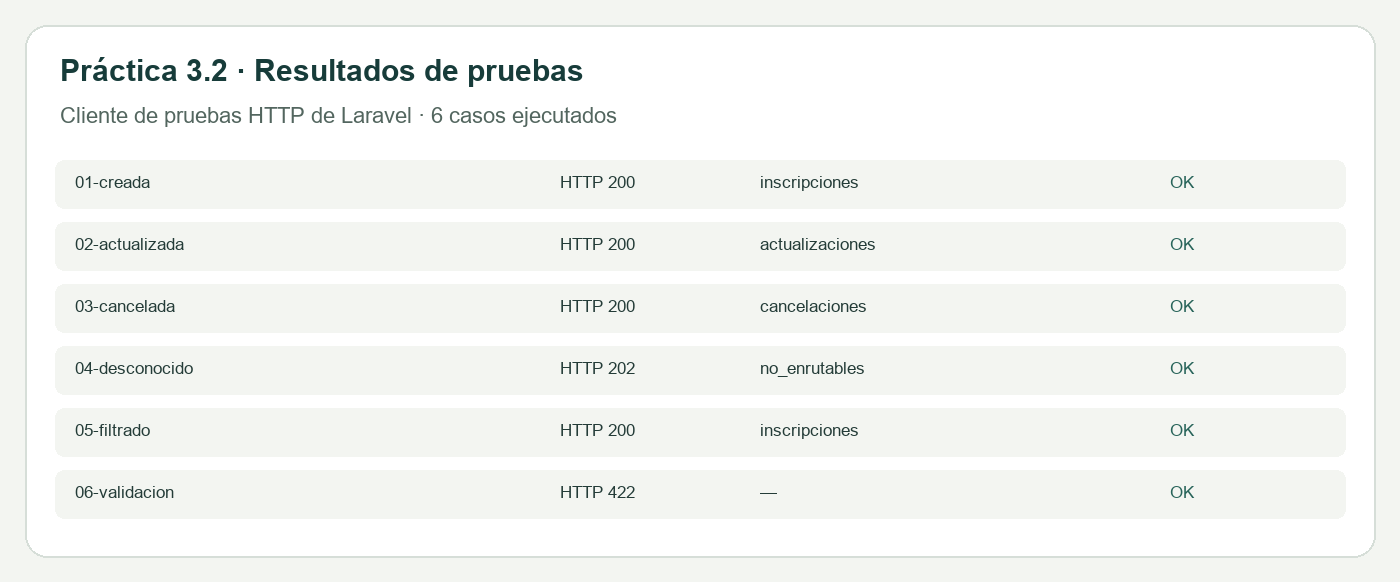 Práctica 3.2 · Resultados de pruebas
Cliente de pruebas HTTP de Laravel · 6 casos ejecutados
01-creada HTTP 200 inscripciones OK
02-actualizada HTTP 200 actualizaciones OK
03-cancelada HTTP 200 cancelaciones OK
04-desconocido HTTP 202 no_enrutables OK
05-filtrado HTTP 200 inscripciones OK
06-validacion HTTP 422 — OK